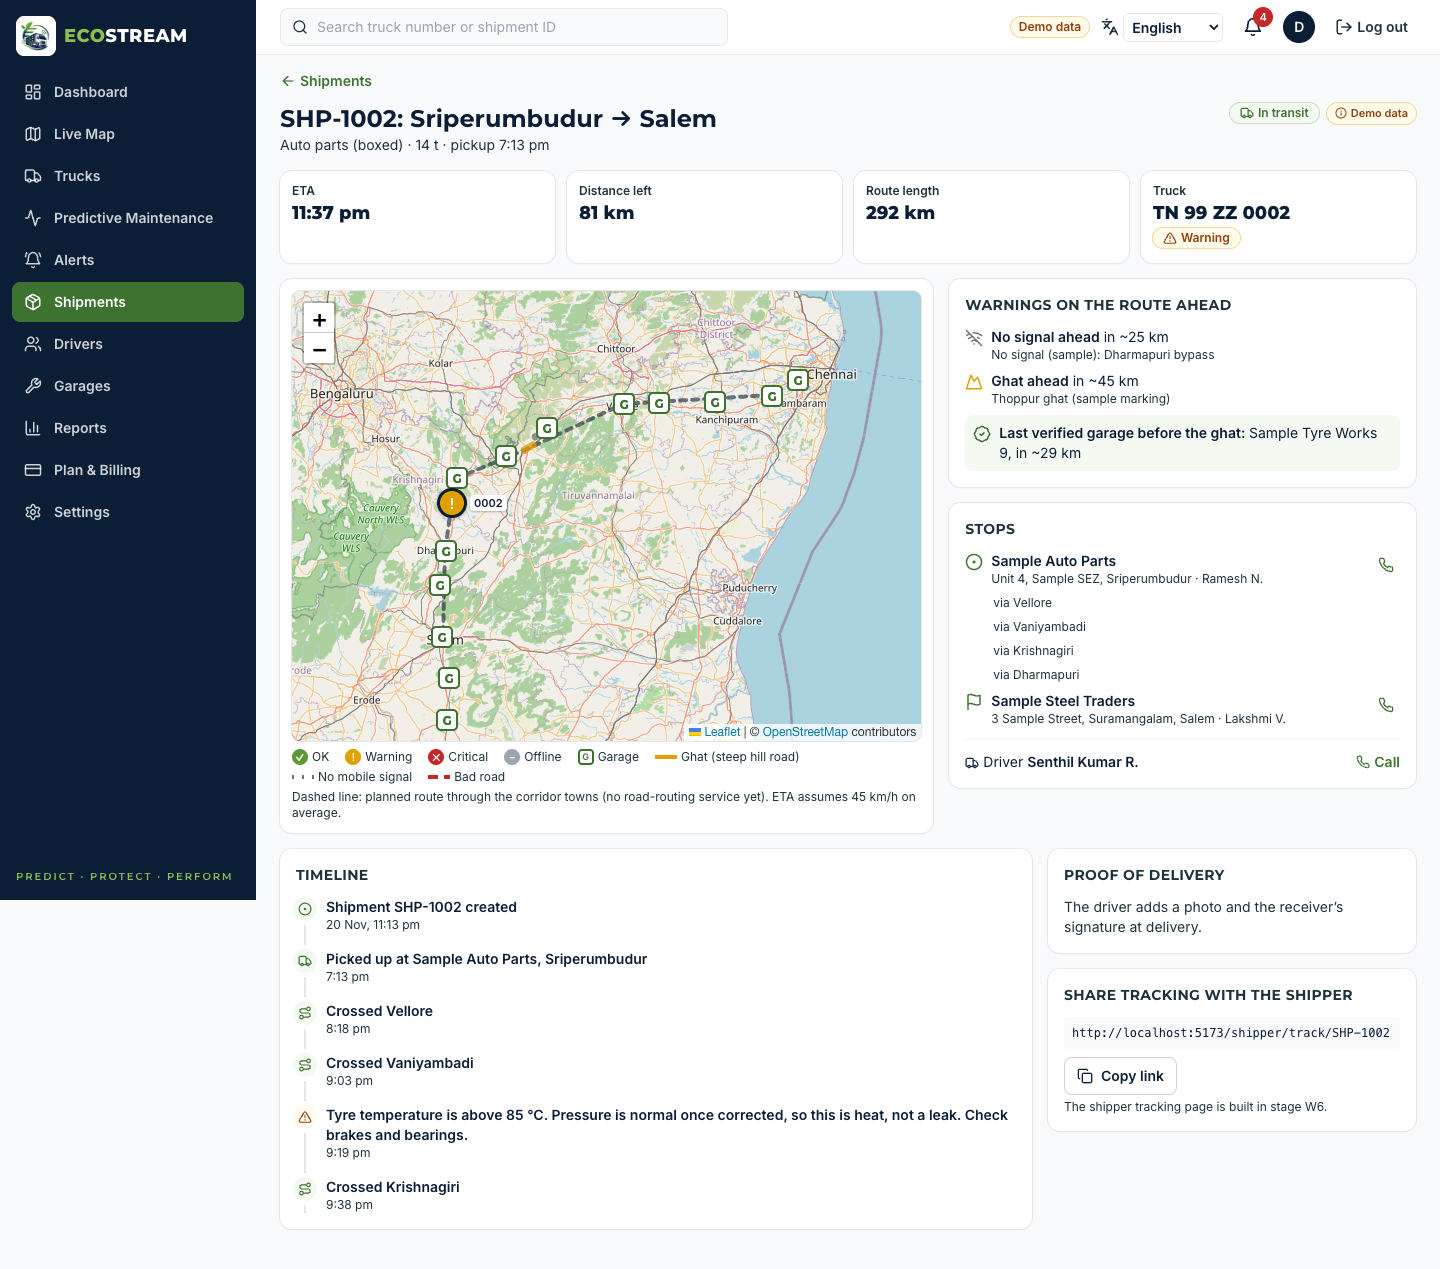 ECOSTREAM
Dashboard
Live Map
Trucks
Predictive Maintenance
Alerts
Shipments
Drivers
Garages
Reports
Plan & Billing
Settings
PREDICT · PROTECT · PERFORM
Search truck number or shipment ID
Demo data
English
4
D
Log out
Shipments
SHP-1002: Sriperumbudur → Salem
Auto parts (boxed) · 14 t · pickup 7:13 pm
In transit
Demo data
ETA
11:37 pm
Distance left
81 km
Route length
292 km
Truck
TN 99 ZZ 0002
Warning
+
−
Chittoor
District
Chittoor
Kolar
Chennai
Bengaluru
G
G G G G
ambaram
Kanchipuram
G
Hosur
G
Krishnagiri
G
Tiruvannamalai
! 0002
Cauvery
North WLS
Cauvery
WLS
G
G
Puducherry
Cuddalore
G
rode
G
Erode
G
Leaflet | © OpenStreetMap contributors
OK
! Warning
Critical
Offline
G Garage
Ghat (steep hill road)
No mobile signal
Bad road
Dashed line: planned route through the corridor towns (no road-routing service yet). ETA assumes 45 km/h on
average.
WARNINGS ON THE ROUTE AHEAD
No signal ahead in ~25 km
No signal (sample): Dharmapuri bypass
Ghat ahead in ~45 km
Thoppur ghat (sample marking)
Last verified garage before the ghat: Sample Tyre Works
9, in ~29 km
STOPS
Sample Auto Parts
Unit 4, Sample SEZ, Sriperumbudur · Ramesh N.
via Vellore
via Vaniyambadi
via Krishnagiri
via Dharmapuri
Sample Steel Traders
3 Sample Street, Suramangalam, Salem · Lakshmi V.
Driver Senthil Kumar R.
Call
TIMELINE
Shipment SHP-1002 created
20 Nov, 11:13 pm
Picked up at Sample Auto Parts, Sriperumbudur
7:13 pm
Crossed Vellore
8:18 pm
Crossed Vaniyambadi
9:03 pm
Tyre temperature is above 85 °C. Pressure is normal once corrected, so this is heat, not a leak. Check
brakes and bearings.
9:19 pm
Crossed Krishnagiri
9:38 pm
PROOF OF DELIVERY
The driver adds a photo and the receiver’s
signature at delivery.
SHARE TRACKING WITH THE SHIPPER
http://localhost:5173/shipper/track/SHP-1002
Copy link
The shipper tracking page is built in stage W6.